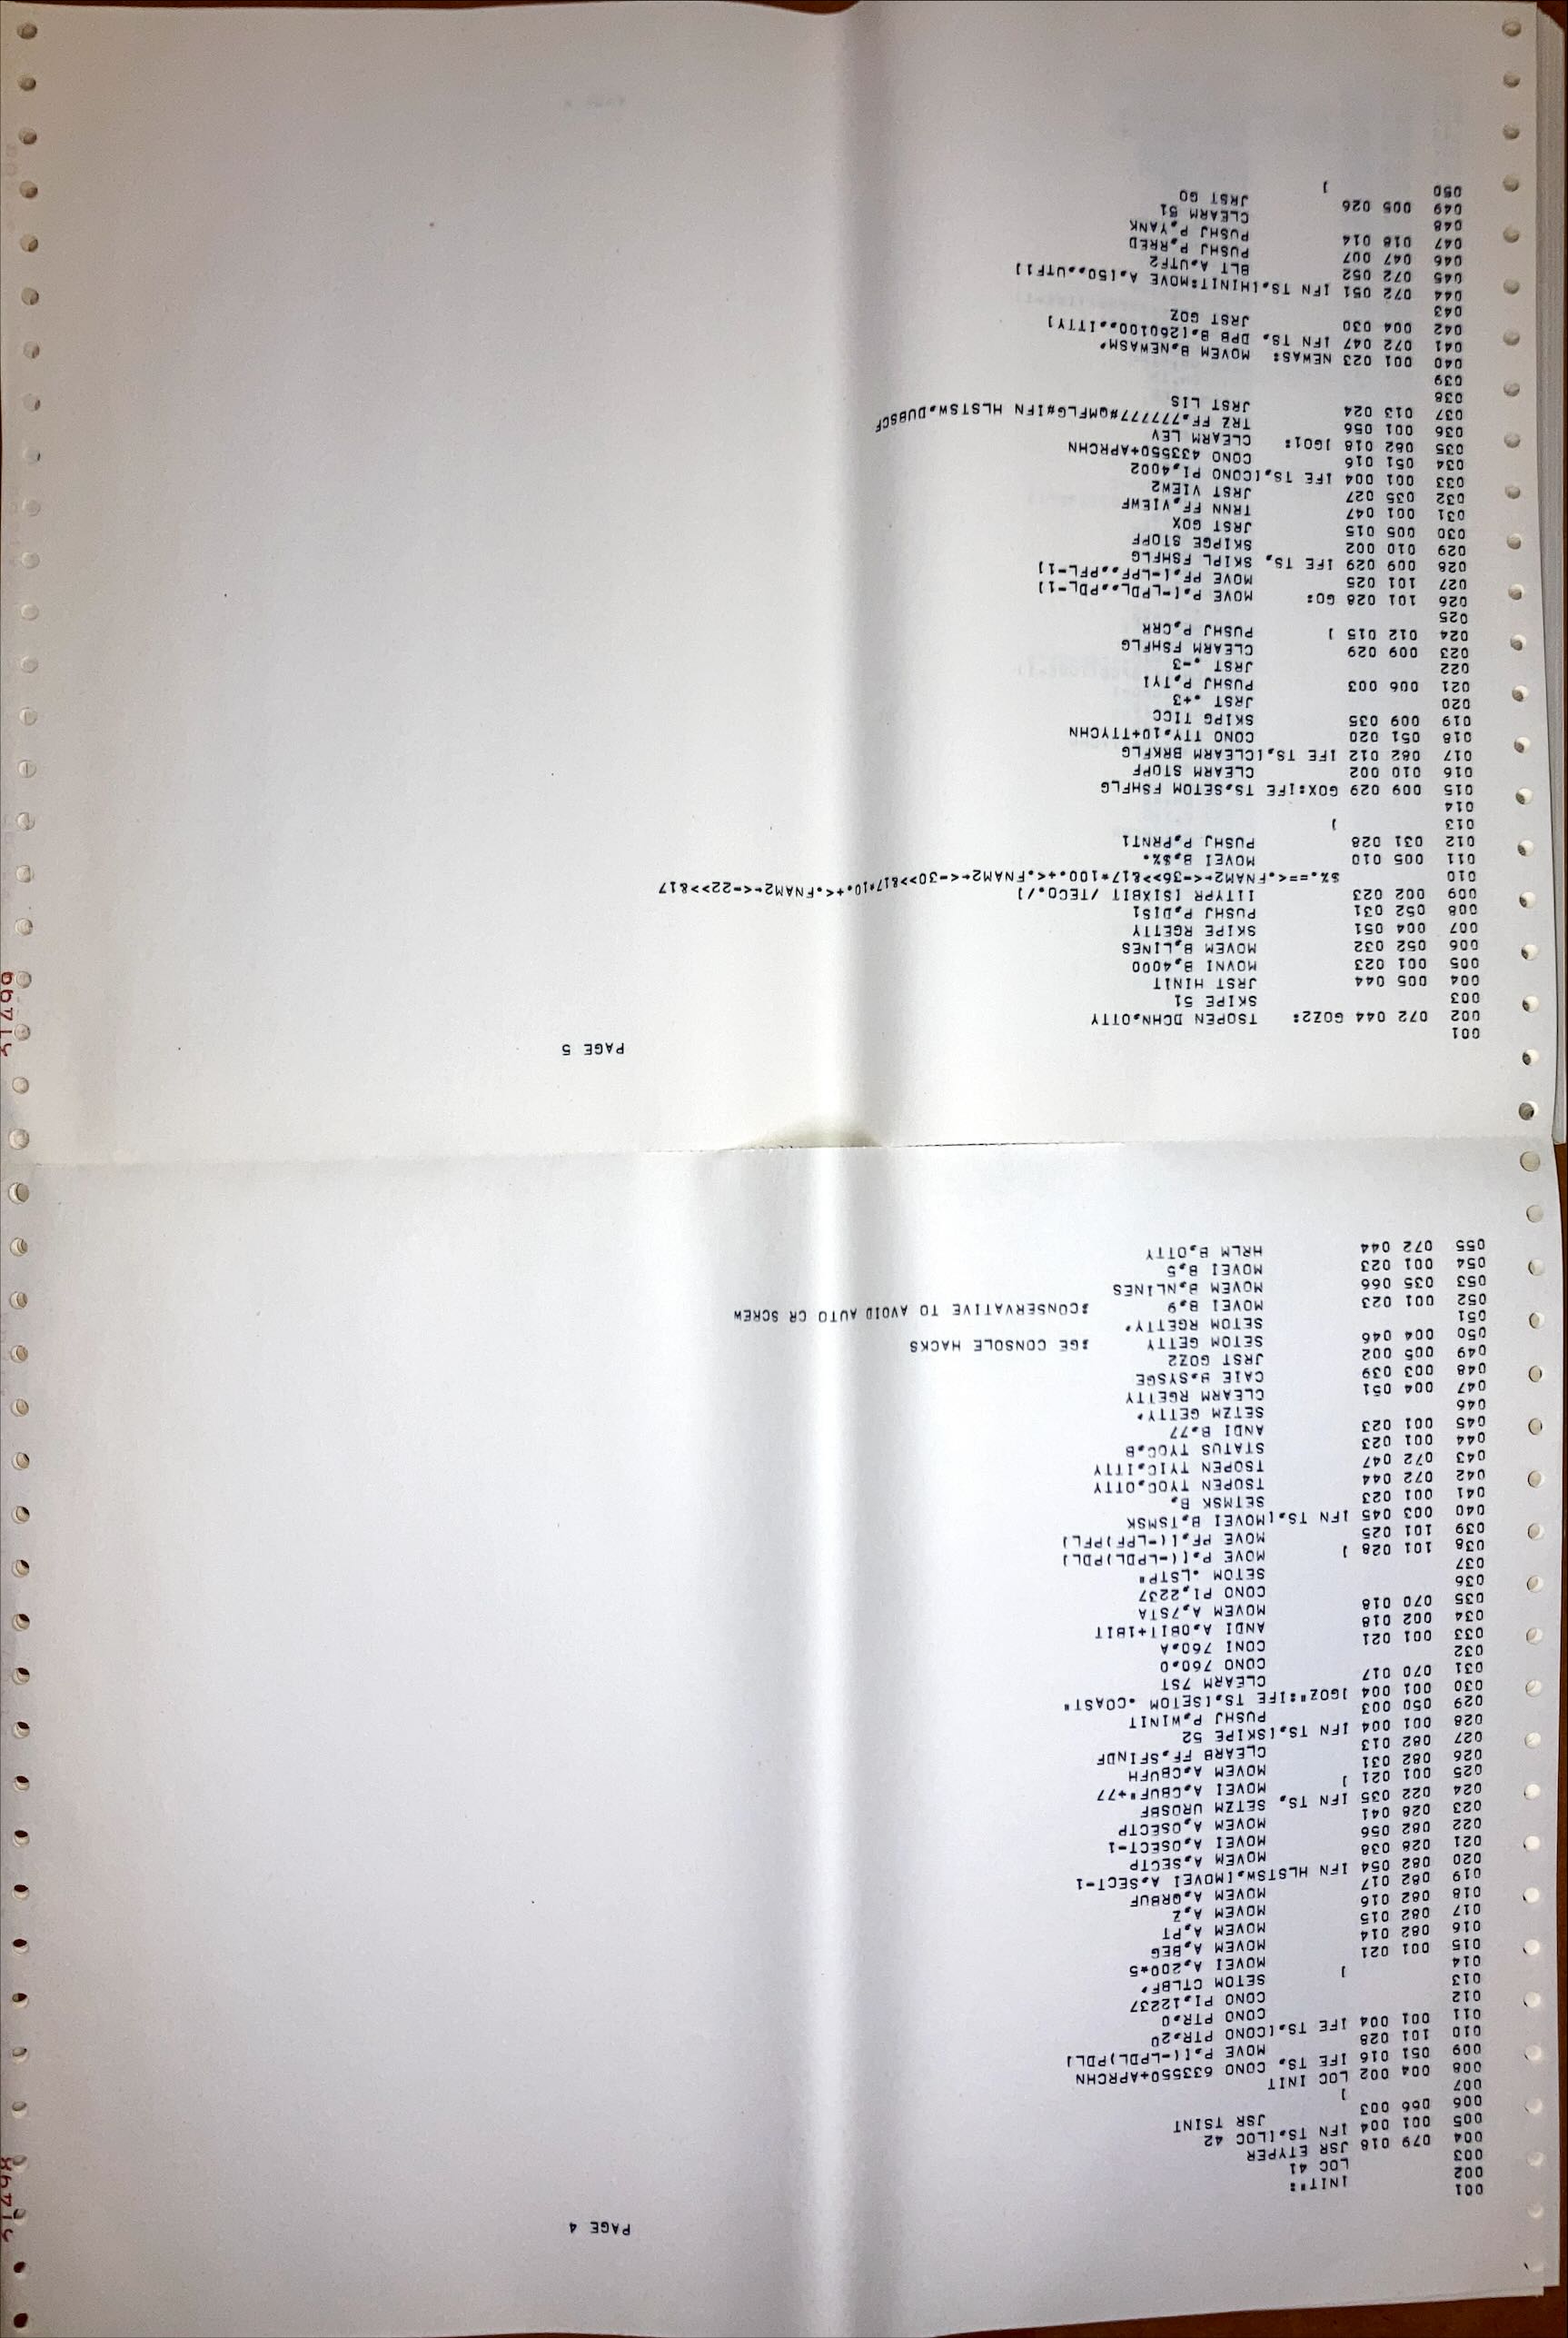 PAGE 4
001
002 INIT":
003 LOC 41
004 079 018 JSR ETYPER
005 001 004 IFN TS,[LOC 42
006 066 003 JSR TSINT
007 ]
008 004 002 LOC INIT
009 051 016 IFE TS, CONO 633550+APRCHN
010 101 028 MOVE P,[(-LPDL)PDL]
011 001 004 IFE TS,[CONO PTR,20
012 CONO PTR,0
013 CONO PI,12237
014 ] SETOM CTLBF'
015 001 021 MOVEI A,200*5
016 082 014 MOVEM A,BEG
017 082 015 MOVEM A,PT
018 082 016 MOVEM A,Z
019 082 017 MOVEM A,QRBUF
020 082 054 IFN HLSTSW,[MOVEI A,SECT-1
021 028 038 MOVEM A,SECTP
022 082 056 MOVEI A,OSECT-1
023 028 041 MOVEM A,OSECTP
024 022 035 IFN TS, SETZM UROSBF
025 001 021 ] MOVEI A,CBUF"+77
026 082 031 MOVEM A,CBUFH
027 082 013 CLEARB FF,SFINDF
028 001 004 IFN TS,[SKIPE 52
029 050 003 PUSHJ P,WINIT
030 001 004 ]GOZ":IFE TS,[SETOM .COAST"
031 070 017 CLEARM 7ST
032 CONO 760,0
033 001 021 CONI 760,A
034 002 018 ANDI A,0BIT+1BIT
035 070 018 MOVEM A,7STA
036 CONO PI,2237
037 SETOM .LSTP"
038 101 028 ] MOVE P,[(-LPDL)PDL]
039 101 025 MOVE PF,[(-LPF)PFL]
040 003 045 IFN TS,[MOVEI B,TSMSK
041 001 023 SETMSK B,
042 072 044 TSOPEN TYOC,OTTY
043 072 047 TSOPEN TYIC,ITTY
044 001 023 STATUS TYOC,B
045 001 023 ANDI B,77
046 SETZM GETTY'
047 004 051 CLEARM RGETTY
048 003 039 CAIE B,SYSGE
049 005 002 JRST GOZ2
050 004 046 SETOM GETTY ;GE CONSOLE HACKS
051 SETOM RGETTY'
052 001 023 MOVEI B,9 ;CONSERVATIVE TO AVOID AUTO CR SCREW
053 035 066 MOVEM B,NLINES
054 001 023 MOVEI B,5
055 072 044 HRLM B,OTTY
PAGE 5
001
002 072 044 GOZ2: TSOPEN DCHN,OTTY
003 SKIPE 51
004 005 044 JRST HINIT
005 001 023 MOVNI B,4000
006 052 032 MOVEM B,LINES
007 004 051 SKIPE RGETTY
008 052 031 PUSHJ P,DIS1
009 002 023 IITYPR [SIXBIT /TECO./]
010 $%.==<.FNAM2←<-36>>&17*100.+<.FNAM2←<-30>>&17*10.+<.FNAM2←<-22>>&17
011 005 010 MOVEI B,$%.
012 031 028 PUSHJ P,PRNT1
013 ]
014
015 009 029 GOX:IFE TS,SETOM FSHFLG
016 010 002 CLEARM STOPF
017 082 012 IFE TS,[CLEARM BRKFLG
018 051 020 CONO TTY,10+TTYCHN
019 009 035 SKIPG TICC
020 JRST .+3
021 006 003 PUSHJ P,TYI
022 JRST .-3
023 009 029 CLEARM FSHFLG
024 012 015 ] PUSHJ P,CRR
025
026 101 028 GO: MOVE P,[-LPDL,,PDL-1]
027 101 025 MOVE PF,[-LPF,,PFL-1]
028 009 029 IFE TS, SKIPL FSHFLG
029 010 002 SKIPGE STOPF
030 005 015 JRST GOX
031 001 047 TRNN FF,VIEWF
032 035 027 JRST VIEW2
033 001 004 IFE TS,[CONO PI,4002
034 051 016 CONO 433550+APRCHN
035 082 018 ]GO1: CLEARM LEV
036 001 056 TRZ FF,777777#QMFLG#IFN HLSTSW,DUBSCF
037 013 024 JRST LIS
038
039
040 001 023 NEWAS: MOVEM B,NEWASM'
041 072 047 IFN TS, DPB B,[260100,,ITTY]
042 004 030 JRST GOZ
043
044 072 051 IFN TS,[HINIT:MOVE A,[50,,UTF1]
045 072 052 BLT A,UTF2
046 047 007 PUSHJ P,RRED
047 018 014 PUSHJ P,YANK
048 CLEARM 51
049 005 026 JRST GO
050 ]